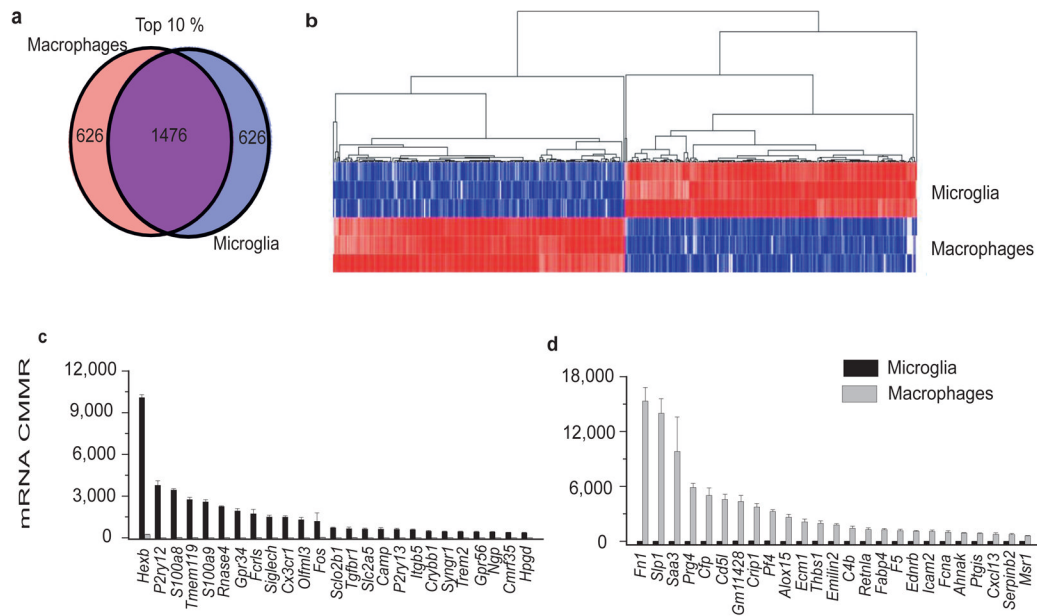 a
Top 10 %
Macrophages
626
1476
626
Microglia
b
Microglia
Macrophages
c
mRNA CMMR
12,000
9,000
6,000
3,000
0
Hexb
P2ry12
S100a8
Tmem119
S100a9
Rnase4
Gpr34
Fcrls
Siglech
Cx3cr1
Olfml3
Fos
Sclo2b1
Tgfbr1
Slc2a5
Camp
P2ry13
Itgb5
Crybb1
Syngr1
Trem2
Gpr56
Ngp
Cmrf35
Hpgd
d
Microglia
Macrophages
18,000
12,000
6,000
0
Fn1
Slp1
Saa3
Prg4
Cfp
Cd5l
Gm11428
Crip1
Pf4
Alox15
Ecm1
Thbs1
Emilin2
C4b
Retnla
Fabp4
F5
Ednrb
Icam2
Fcna
Ahnak
Ptgis
Cxcl13
Serpinb2
Msr1